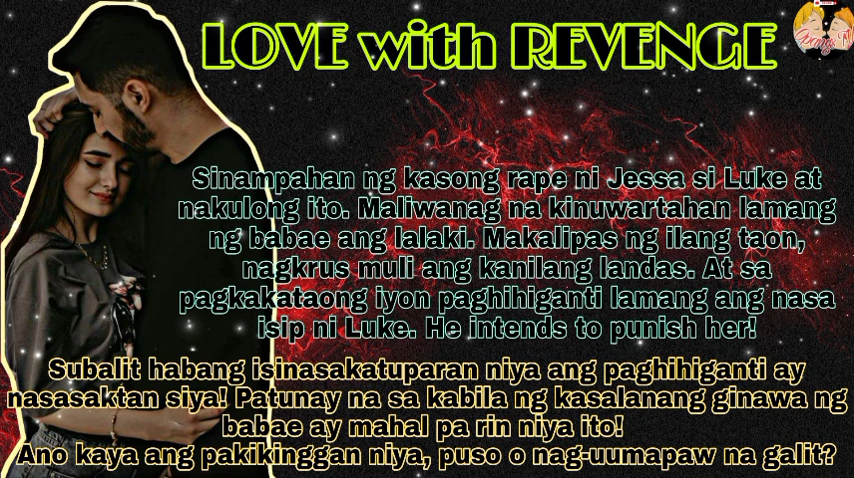 LOVE with REVENGE
Sinampahan ng kasong rape ni Jessa si Luke at
nakulong ito. Maliwanag na kinuwartahan lamang
ng babae ang lalaki. Makalipas ng ilang taon,
nagkrus muli ang kanilang landas. At sa
pagkakataong iyon paghihiganti lamang ang nasa
isip ni Luke. He intends to punish her!
Subalit habang isinasakatuparan niya ang paghihiganti ay
nasasaktan siya! Patunay na sa kabila ng kasalanang ginawa ng
babae ay mahal pa rin niya ito!
Ano kaya ang pakikinggan niya, puso o nag-uumapaw na galit?